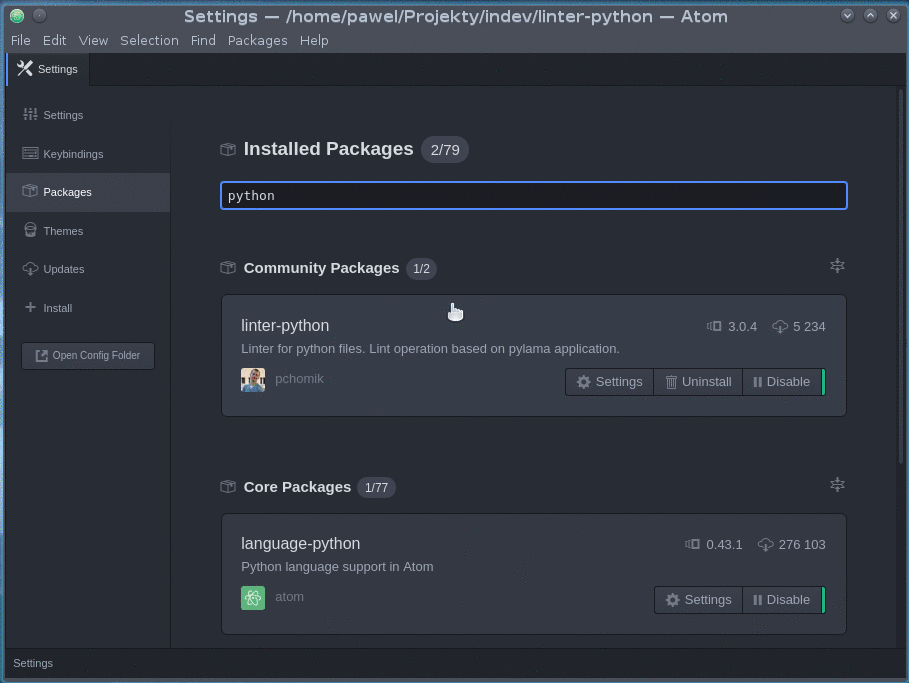 Settings — /home/pawel/Projekty/indev/linter-python — Atom
File Edit View Selection Find Packages Help
Settings
Settings
Keybindings
Packages
Themes
Updates
Install
Open Config Folder
Installed Packages 2/79
python
Community Packages 1/2
linter-python 3.0.4 5 234
Linter for python files. Lint operation based on pylama application.
pchomik Settings Uninstall Disable
Core Packages 1/77
language-python 0.43.1 276 103
Python language support in Atom
atom Settings Disable
Settings